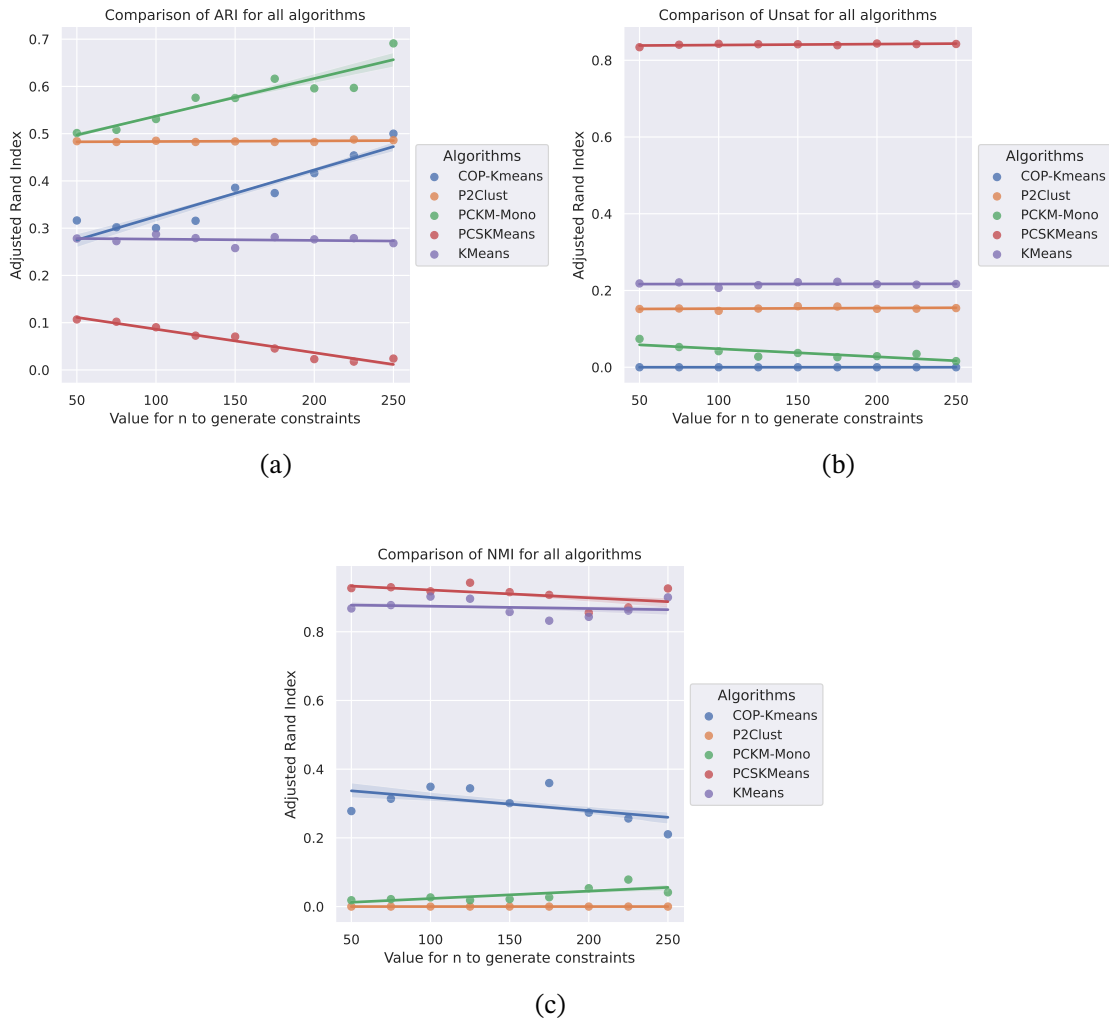 Comparison of ARI for all algorithms
Adjusted Rand Index
0.7
0.6
0.5
0.4
0.3
0.2
0.1
0.0
50 100 150 200 250
Value for n to generate constraints
Algorithms
COP-Kmeans
P2Clust
PCKM-Mono
PCSKMeans
KMeans
(a)
Comparison of Unsat for all algorithms
Adjusted Rand Index
0.8
0.6
0.4
0.2
0.0
50 100 150 200 250
Value for n to generate constraints
Algorithms
COP-Kmeans
P2Clust
PCKM-Mono
PCSKMeans
KMeans
(b)
Comparison of NMI for all algorithms
Adjusted Rand Index
0.8
0.6
0.4
0.2
0.0
50 100 150 200 250
Value for n to generate constraints
Algorithms
COP-Kmeans
P2Clust
PCKM-Mono
PCSKMeans
KMeans
(c)